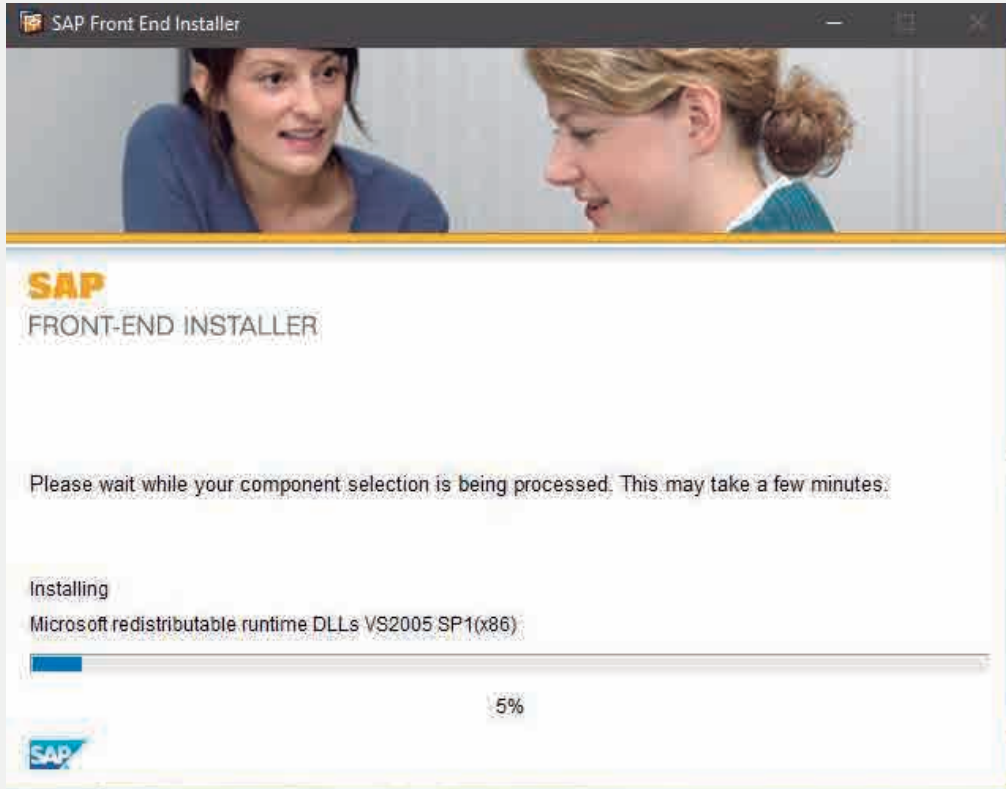 SAP Front End Installer
SAP
FRONT-END INSTALLER
Please wait while your component selection is being processed. This may take a few minutes.
Installing
Microsoft redistributable runtime DLLs VS2005 SP1(x86)
5%
SAP